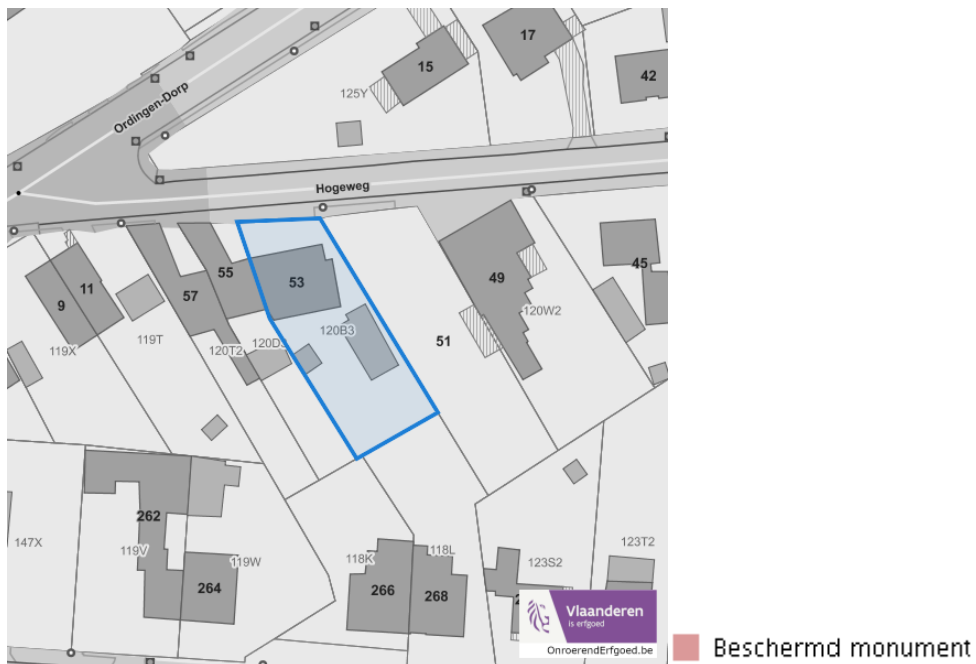 17
15
42
125Y
Ordingen-Dorp
Hogeweg
55
53
49
45
9
11
57
120B3
120W2
51
119X
119T
120T2
262
147X
119V
264
119W
118K
118L
266
268
123S2
123T2
Vlaanderen
is erfgoed
OnroerendErfgoed.be
Beschermd monument